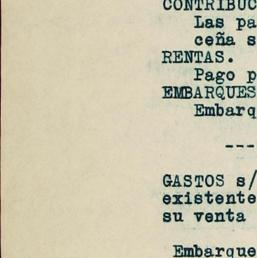 CONTRIBUC
Las pa
ceña s
RENTAS.
Pago p
EMBARQUES
Embarq
---
GASTOS s/
existente
su venta
Embarque